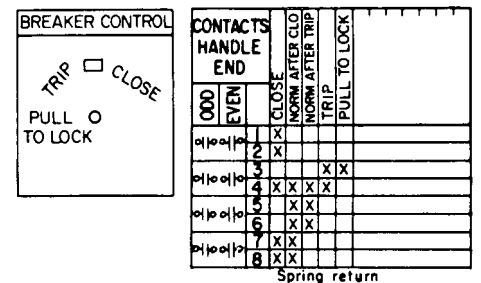 BREAKER CONTROL
TRIP
CLOSE
PULL
TO LOCK
CONTACTS
HANDLE
END
ODD
EVEN
CLOSE
NORM AFTER CLO
NORM AFTER TRIP
TRIP
PULL TO LOCK
1 X
2 X
3 X X
4 X X X X
5 X X
6 X X
7 X X
8 X X
Spring return